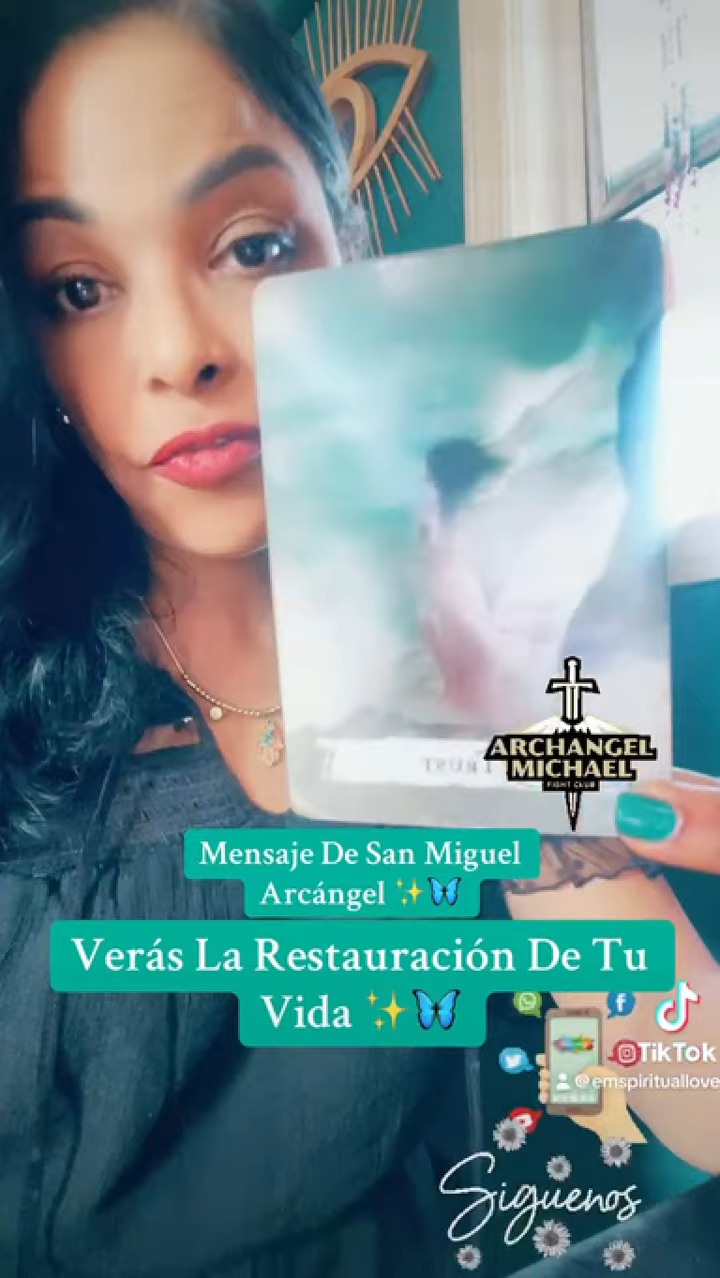 TRUST
ARCHANGEL
MICHAEL
FIGHT CLUB
Mensaje De San Miguel
Arcángel ✨🦋
Verás La Restauración De Tu
Vida ✨🦋
TikTok
@emspirituallove
Siguenos